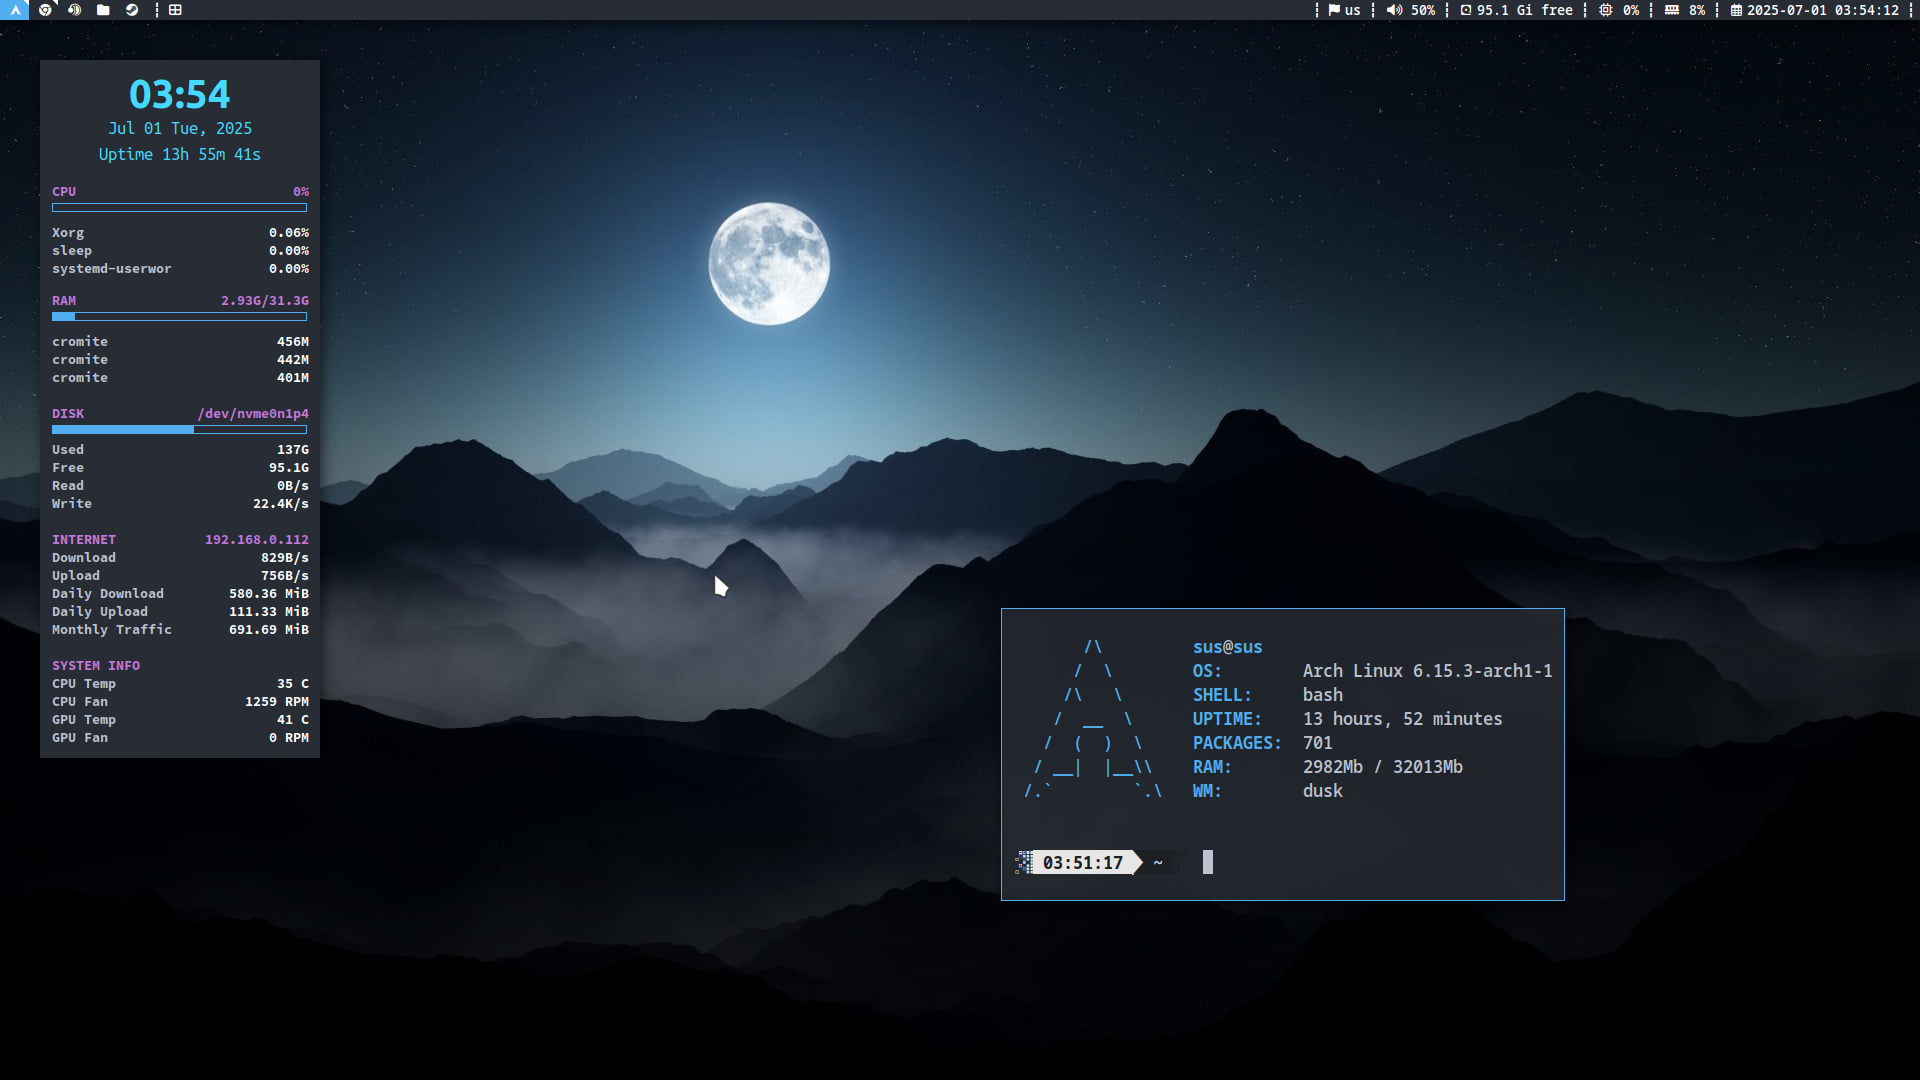 us 50% 95.1 Gi free 0% 8% 2025-07-01 03:54:12
03:54
Jul 01 Tue, 2025
Uptime 13h 55m 41s
CPU 0%
Xorg 0.06%
sleep 0.00%
systemd-userwor 0.00%
RAM 2.93G/31.3G
cromite 456M
cromite 442M
cromite 401M
DISK /dev/nvme0n1p4
Used 137G
Free 95.1G
Read 0B/s
Write 22.4K/s
INTERNET 192.168.0.112
Download 829B/s
Upload 756B/s
Daily Download 580.36 MiB
Daily Upload 111.33 MiB
Monthly Traffic 691.69 MiB
SYSTEM INFO
CPU Temp 35 C
CPU Fan 1259 RPM
GPU Temp 41 C
GPU Fan 0 RPM
sus@sus
OS: Arch Linux 6.15.3-arch1-1
SHELL: bash
UPTIME: 13 hours, 52 minutes
PACKAGES: 701
RAM: 2982Mb / 32013Mb
WM: dusk
03:51:17 ~